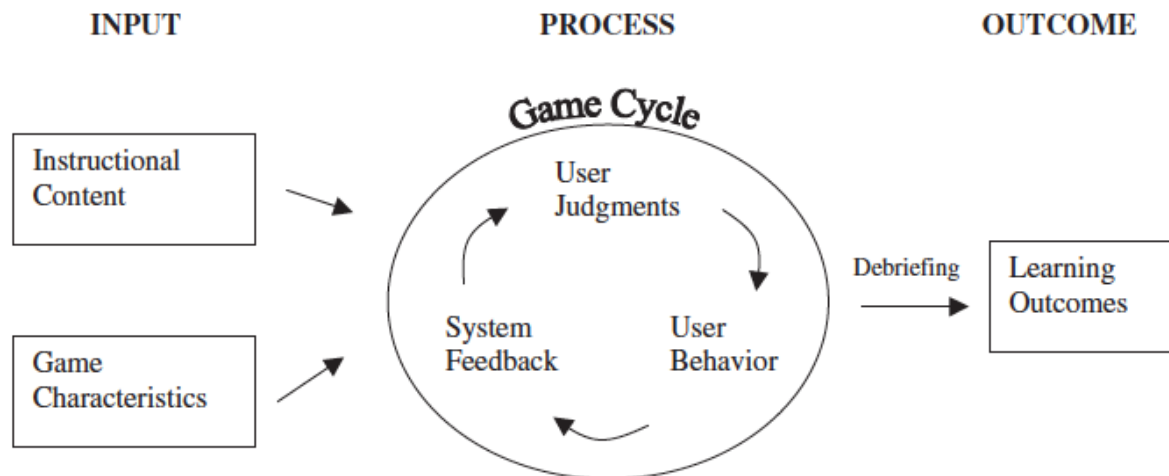 INPUT PROCESS OUTCOME
Game Cycle
Instructional
Content
User
Judgments
Debriefing
Learning
Outcomes
System
Feedback
User
Behavior
Game
Characteristics